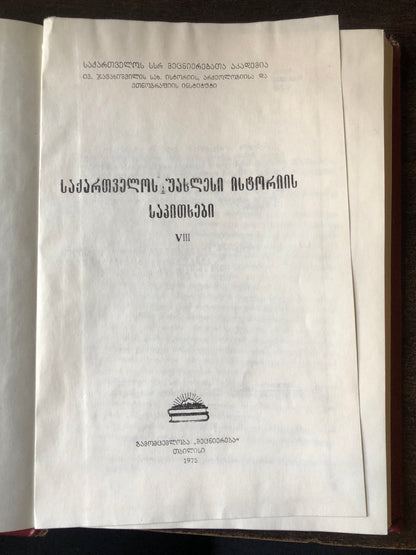 საქართველოს სსრ მეცნიერებათა აკადემია
ივ. ჯავახიშვილის სახ. ისტორიის, არქეოლოგიისა და
ეთნოგრაფიის ინსტიტუტი
საქართველოს უახლესი ისტორიის
საკითხები
VIII
გამომცემლობა „მეცნიერება“
თბილისი
1975